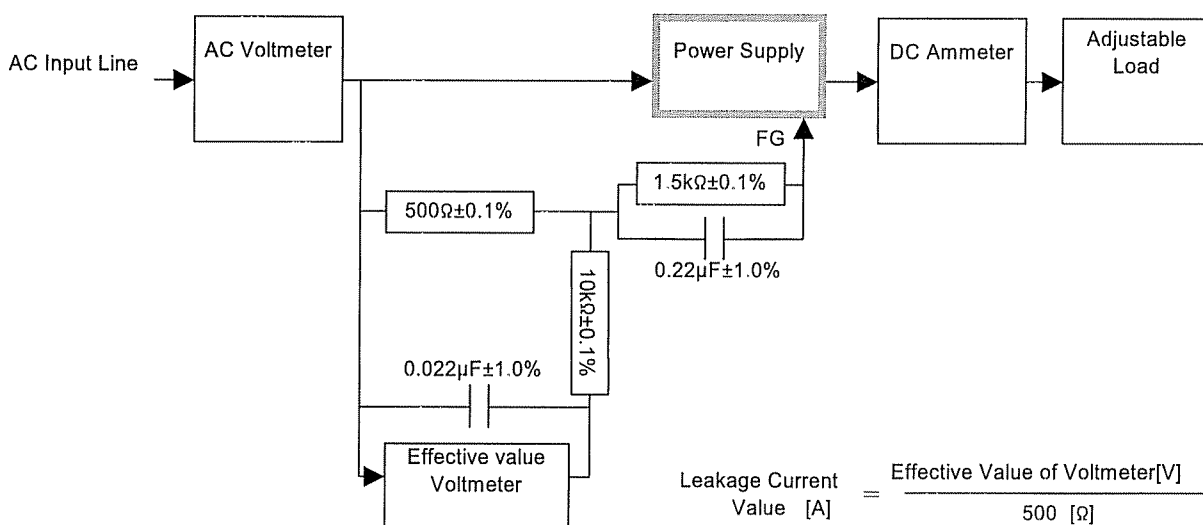 AC Input Line
AC Voltmeter
Power Supply
DC Ammeter
Adjustable
Load
FG
1.5kΩ±0.1%
500Ω±0.1%
0.22µF±1.0%
10kΩ±0.1%
0.022µF±1.0%
Effective value
Voltmeter
Leakage Current
Value [A]
=
Effective Value of Voltmeter[V]
500 [Ω]